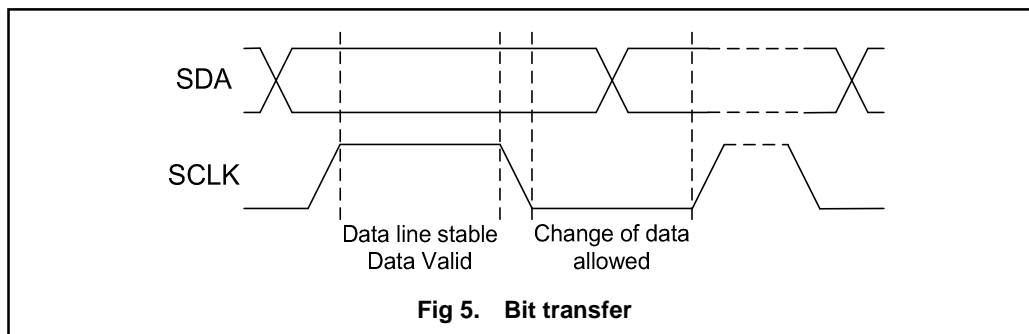 SDA
SCLK
Data line stable
Data Valid
Change of data
allowed
Fig 5. Bit transfer